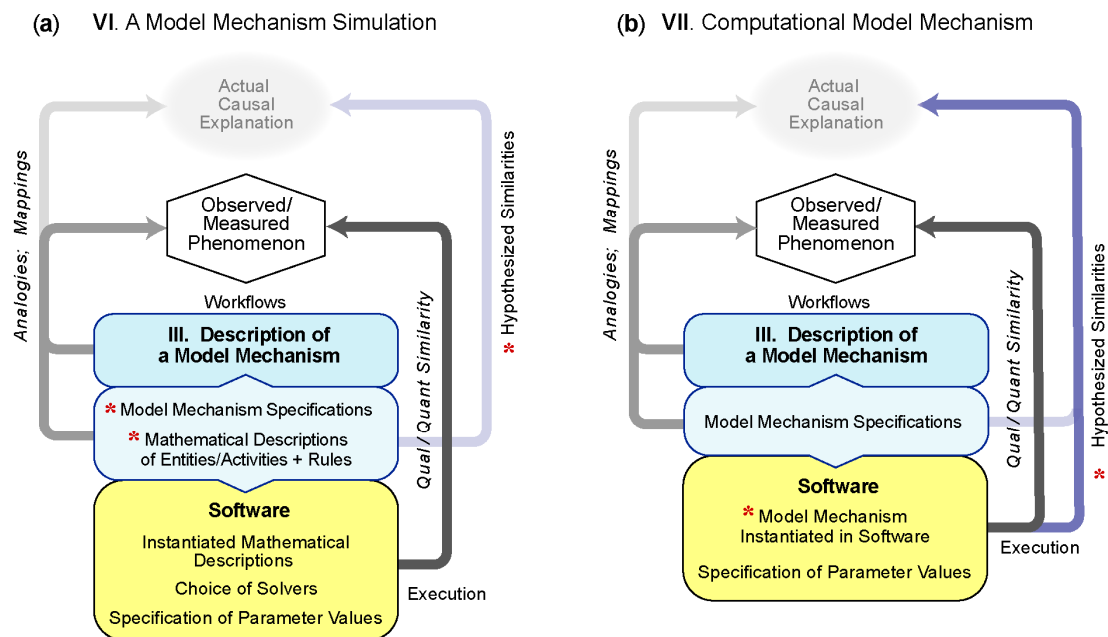 (a) VI. A Model Mechanism Simulation
Actual
Causal
Explanation
Analogies; Mappings
* Hypothesized Similarities
Observed/
Measured
Phenomenon
Qual/Quant Similarity
Workflows
III. Description of
a Model Mechanism
* Model Mechanism Specifications
* Mathematical Descriptions
of Entities/Activities + Rules
Software
Instantiated Mathematical
Descriptions
Choice of Solvers
Specification of Parameter Values
Execution
(b) VII. Computational Model Mechanism
Actual
Causal
Explanation
Analogies; Mappings
* Hypothesized Similarities
Observed/
Measured
Phenomenon
Qual/Quant Similarity
Workflows
III. Description of
a Model Mechanism
Model Mechanism Specifications
Software
* Model Mechanism
Instantiated in Software
Specification of Parameter Values
Execution